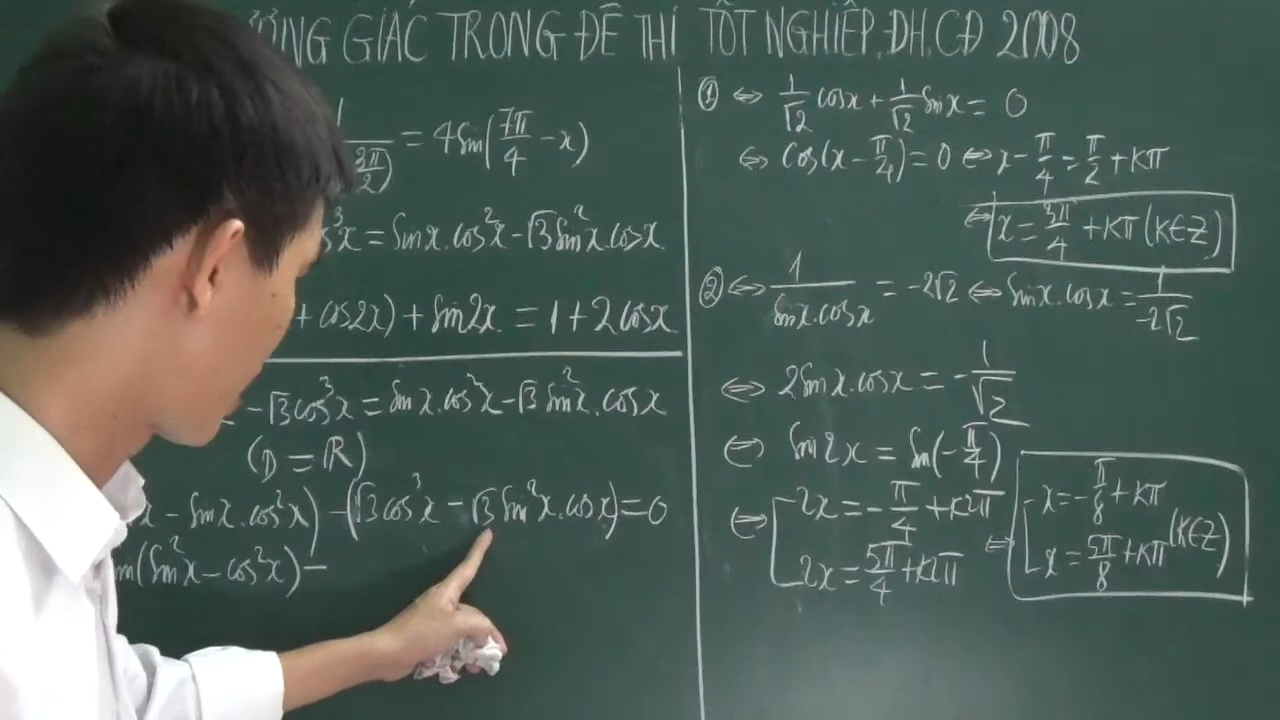 ƯỢNG GIÁC TRONG ĐỀ THI TỐT NGHIỆP, ĐH, CĐ 2008
1/(3π/2) = 4sin(7π/4 - x)
s³x = sinx.cos²x - √3sin²x.cosx
+ cos2x) + sin2x = 1 + 2cosx
- √3cos³x = sinx.cos²x - √3sin²x.cosx
(D = R)
x - sinx.cos²x) - (√3cos³x - √3sin²x.cosx) = 0
in(sin²x - cos²x) -
① ⇔ 1/√2 cosx + 1/√2 sinx = 0
⇔ cos(x - π/4) = 0 ⇔ x - π/4 = π/2 + kπ
⇔ x = 3π/4 + kπ (k∈Z)
② ⇔ 1/(sinx.cosx) = -2√2 ⇔ sinx.cosx = 1/(-2√2)
⇔ 2sinx.cosx = -1/√2
⇔ sin2x = sin(-π/4)
⇔ [ 2x = -π/4 + k2π
2x = 5π/4 + k2π
⇔ [ x = -π/8 + kπ
x = 5π/8 + kπ (k∈Z)